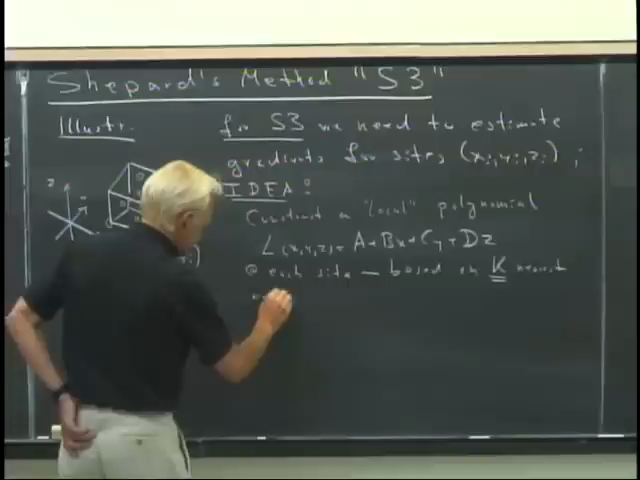 Shepard's Method "S3"
Illustr.
for S3 we need to estimate
gradients for sites (xi, yi, zi) ;
IDEA:
Construct a "local" polynomial
L(x,y,z) = A + Bx + Cy + Dz
@ each site — based on K nearest
z